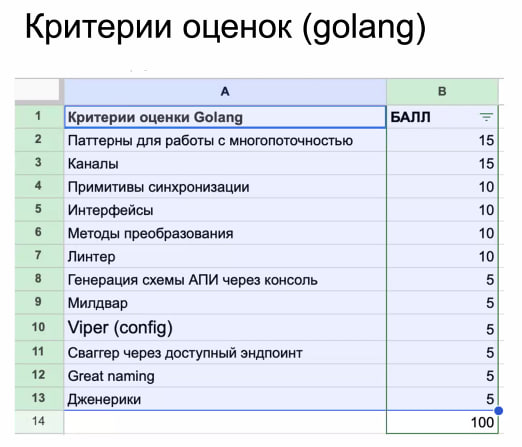 Критерии оценок (golang)
A B
1 Критерии оценки Golang БАЛЛ
2 Паттерны для работы с многопоточностью 15
3 Каналы 15
4 Примитивы синхронизации 10
5 Интерфейсы 10
6 Методы преобразования 10
7 Линтер 10
8 Генерация схемы АПИ через консоль 5
9 Милдвар 5
10 Viper (config) 5
11 Сваггер через доступный эндпоинт 5
12 Great naming 5
13 Дженерики 5
14 100